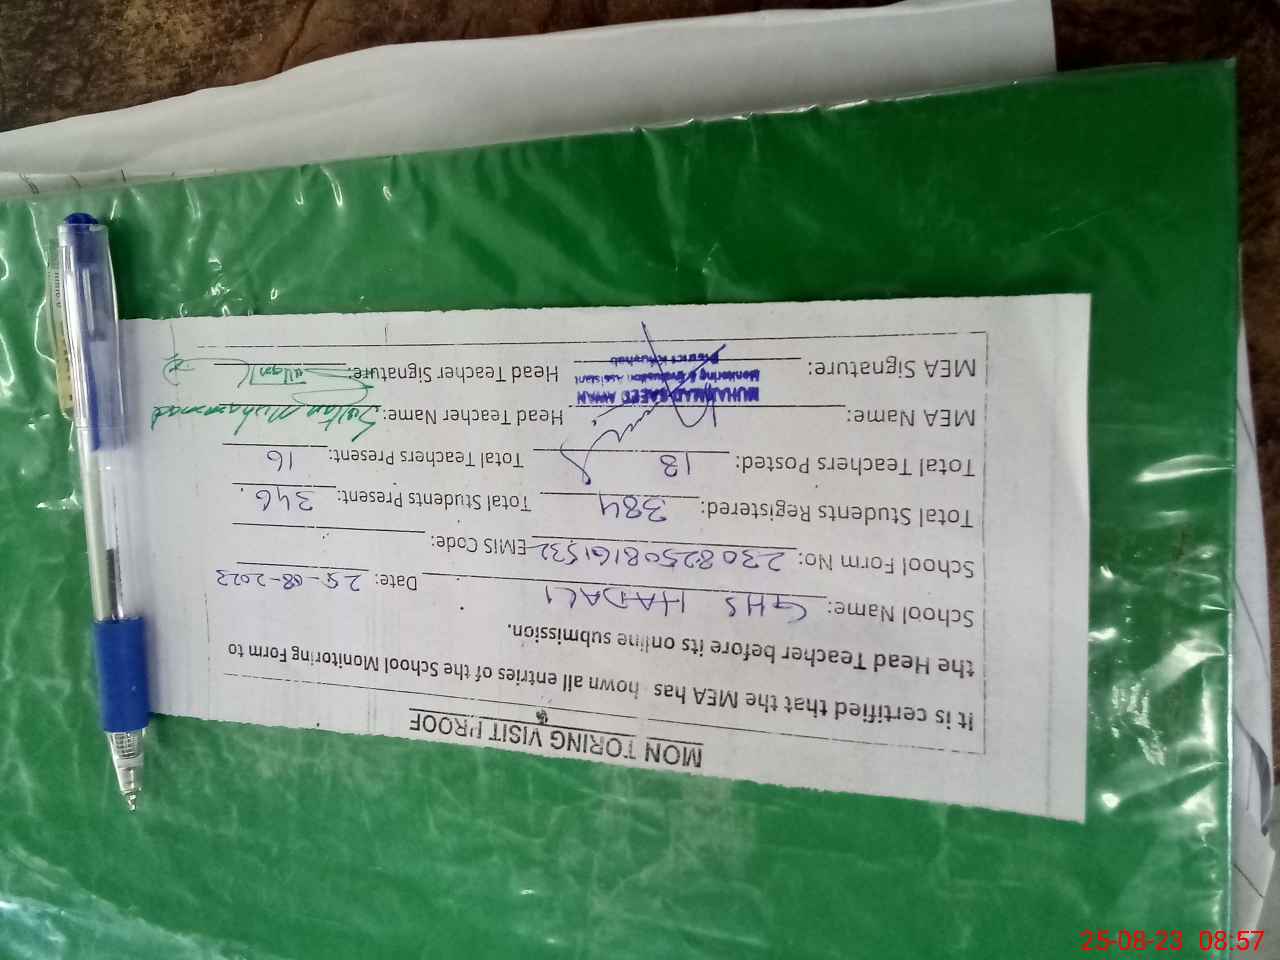 MONITORING VISIT PROOF
It is certified that the MEA has shown all entries of the School Monitoring Form to
the Head Teacher before its online submission.
School Name: GHS HADALI Date: 25-08-2023
School Form No: 23082508161532 EMIS Code:
Total Students Registered: 384 Total Students Present: 346
Total Teachers Posted: 18 Total Teachers Present: 16
MEA Name: Head Teacher Name: Sultan Muhammad
MUHAMMAD SAEED AWAN
Monitoring & Evaluation Assistant
District Khushab
MEA Signature: Head Teacher Signature:
25-08-23 08:57